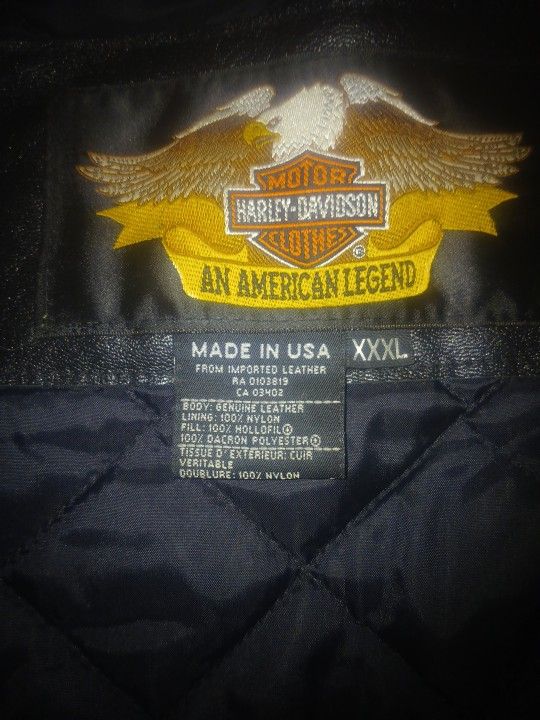 MOTOR
HARLEY-DAVIDSON
CLOTHES
®
AN AMERICAN LEGEND
MADE IN USA
XXXL
FROM IMPORTED LEATHER
RA 0103819
CA 03402
BODY: GENUINE LEATHER
LINING: 100% NYLON
FILL: 100% HOLLOFIL®
100% DACRON POLYESTER®
TISSUE D'EXTERIEUR: CUIR
VERITABLE
DOUBLURE: 100% NYLON